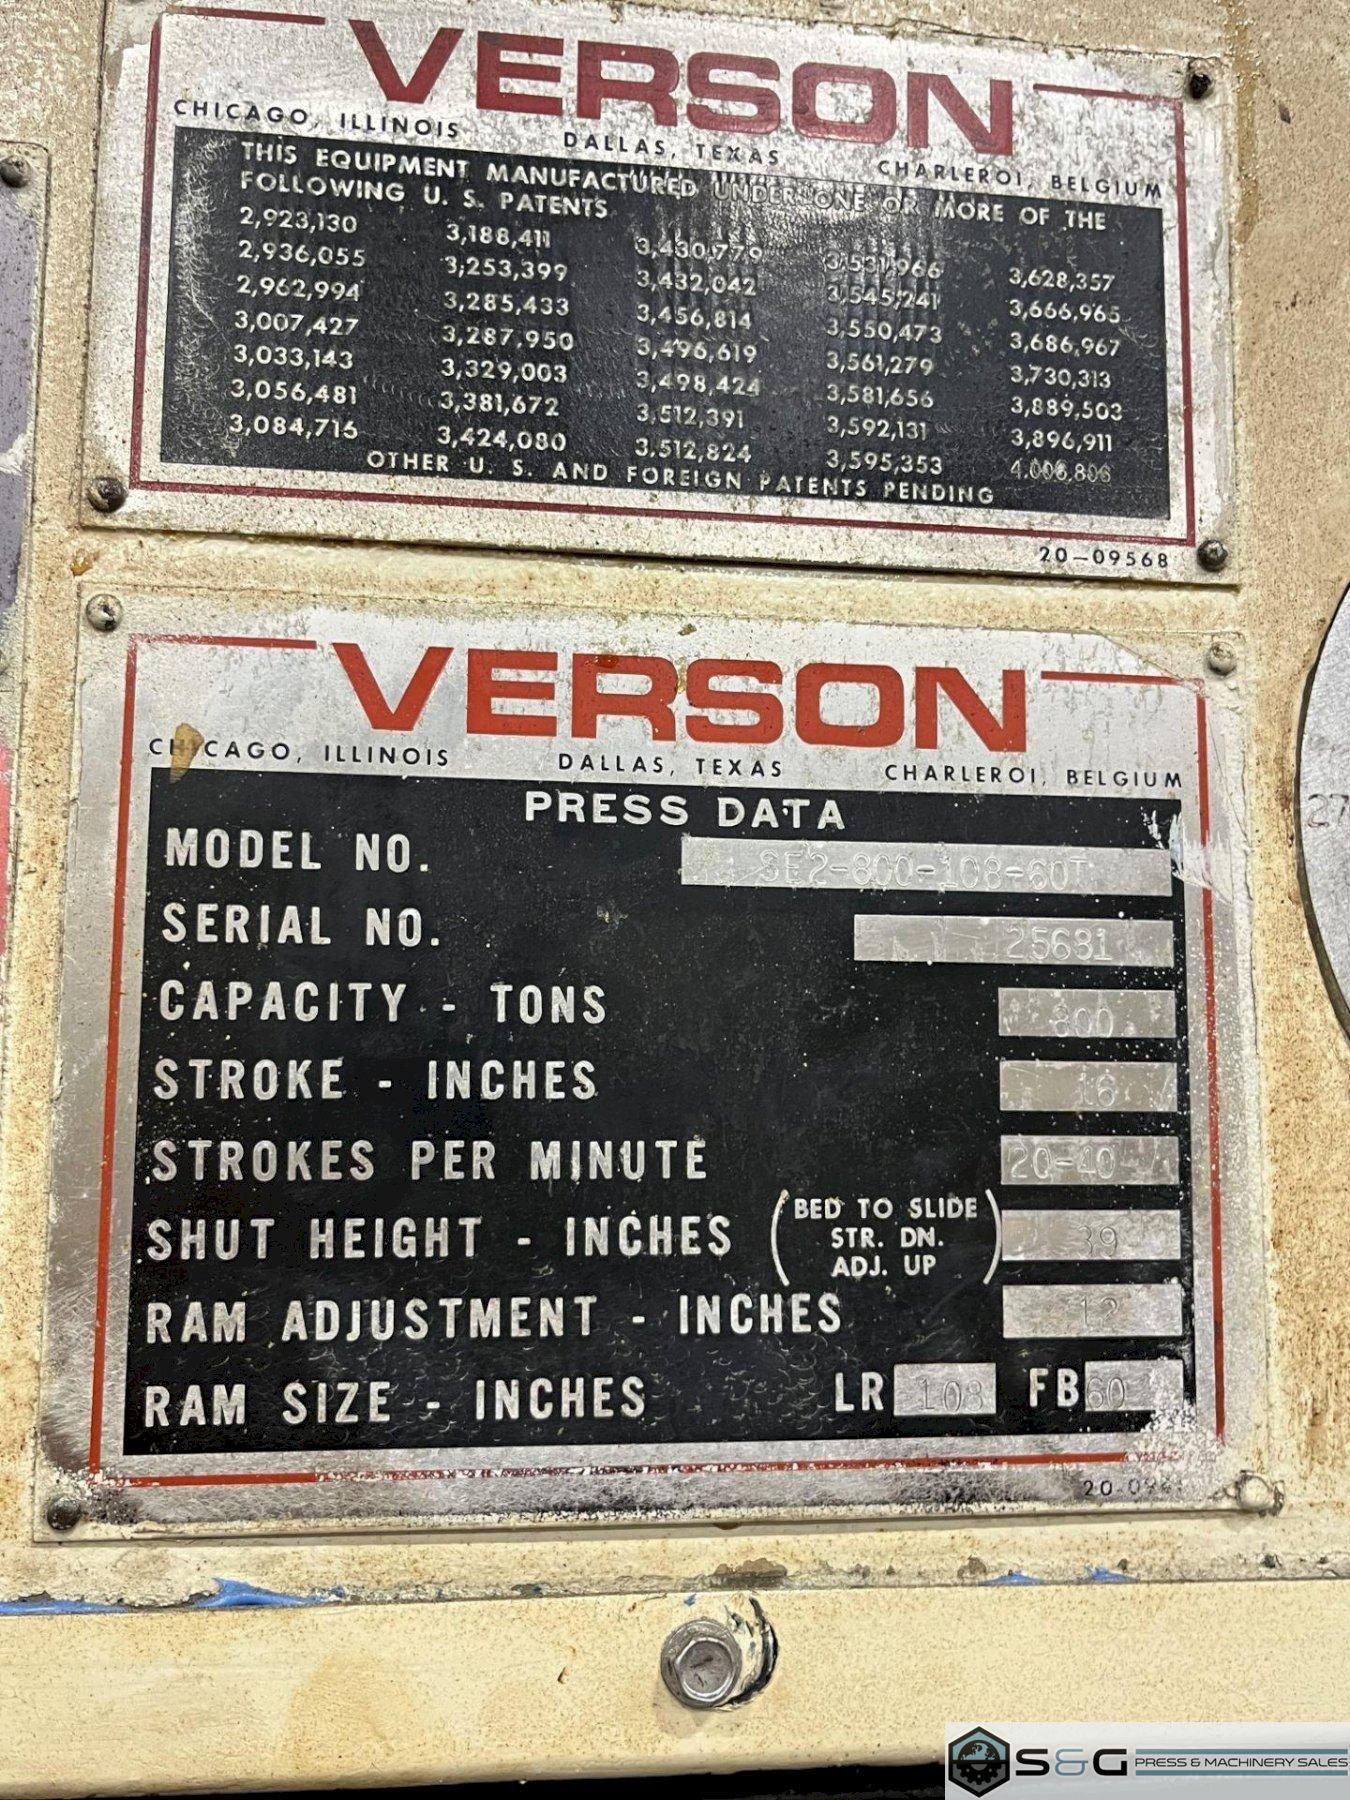 VERSON
CHICAGO, ILLINOIS DALLAS, TEXAS CHARLEROI, BELGIUM
THIS EQUIPMENT MANUFACTURED UNDER ONE OR MORE OF THE
FOLLOWING U. S. PATENTS
2,923,130 3,188,411 3,430,779 3,531,966 3,628,357
2,936,055 3,253,399 3,432,042 3,545,241 3,666,965
2,962,994 3,285,433 3,456,814 3,550,473 3,686,967
3,007,427 3,287,950 3,496,619 3,561,279 3,730,313
3,033,143 3,329,003 3,498,424 3,581,656 3,889,503
3,056,481 3,381,672 3,512,391 3,592,131 3,896,911
3,084,715 3,424,080 3,512,824 3,595,353 4,006,806
OTHER U. S. AND FOREIGN PATENTS PENDING
20-09568
VERSON
CHICAGO, ILLINOIS DALLAS, TEXAS CHARLEROI, BELGIUM
PRESS DATA
MODEL NO. SE2-800-108-60T
SERIAL NO. 25681
CAPACITY - TONS 800
STROKE - INCHES 16
STROKES PER MINUTE 20-40
SHUT HEIGHT - INCHES (BED TO SLIDE STR. DN. ADJ. UP) 39
RAM ADJUSTMENT - INCHES 12
RAM SIZE - INCHES LR 108 FB 60
27
S&G PRESS & MACHINERY SALES